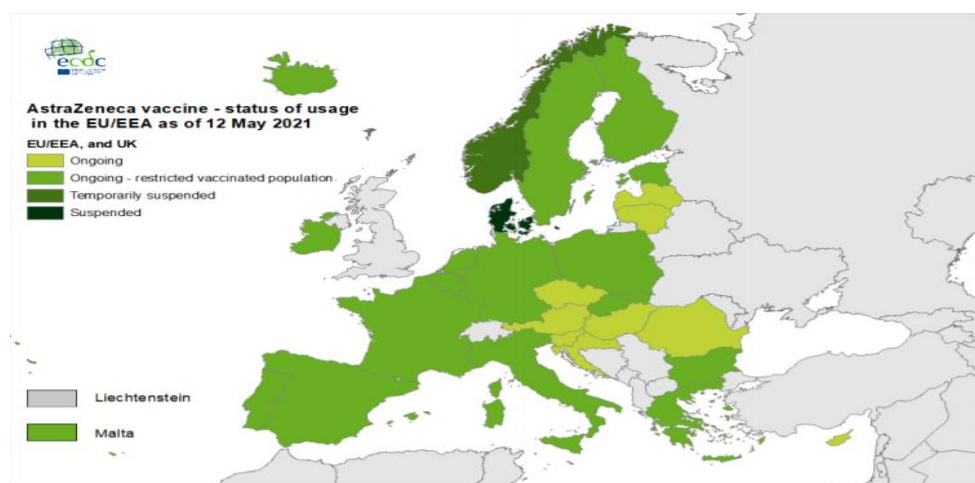 ecdc
AstraZeneca vaccine - status of usage
in the EU/EEA as of 12 May 2021
EU/EEA, and UK
Ongoing
Ongoing - restricted vaccinated population
Temporarily suspended
Suspended
Liechtenstein
Malta